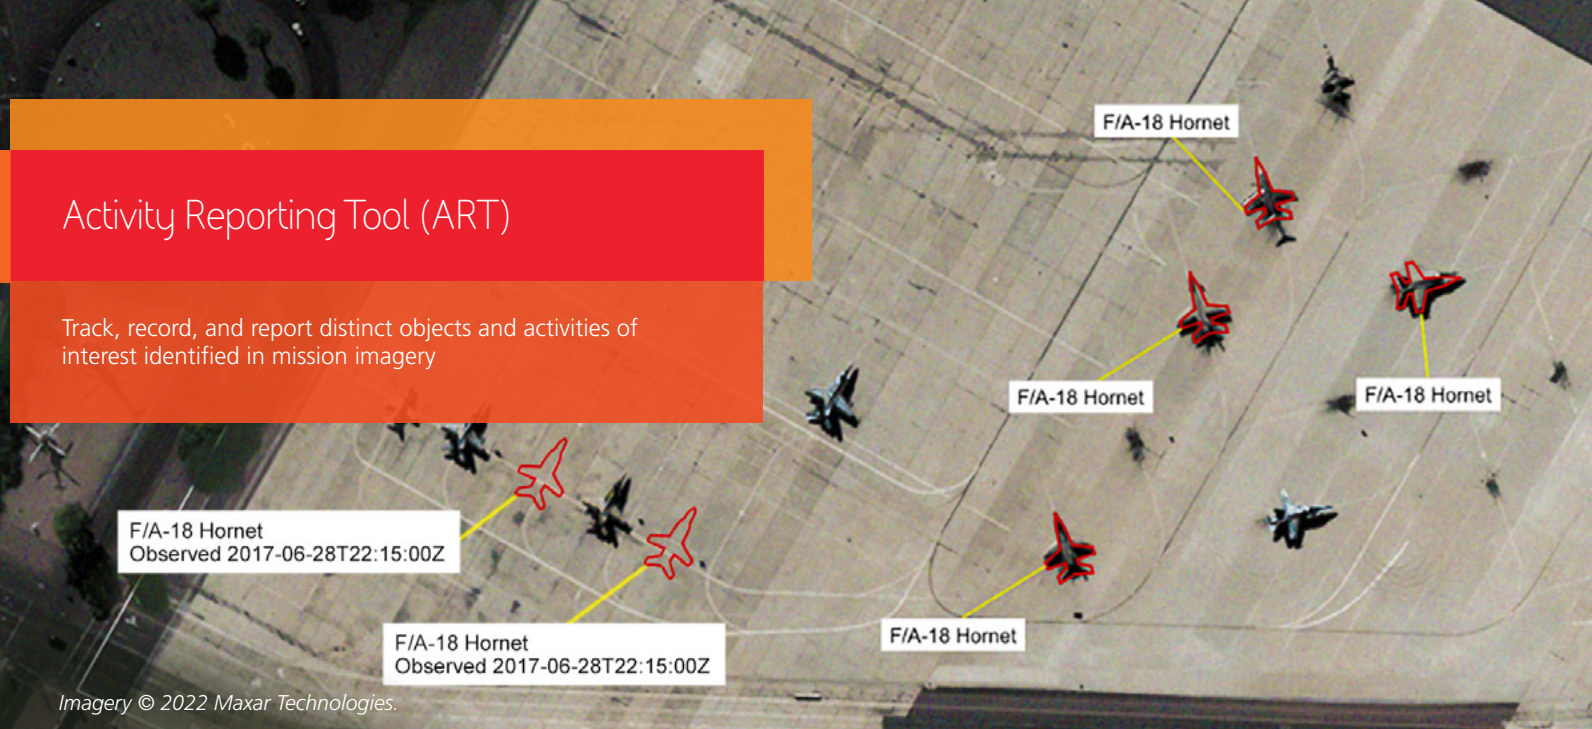 Activity Reporting Tool (ART)
Track, record, and report distinct objects and activities of
interest identified in mission imagery
F/A-18 Hornet
F/A-18 Hornet
F/A-18 Hornet
F/A-18 Hornet
Observed 2017-06-28T22:15:00Z
F/A-18 Hornet
F/A-18 Hornet
Observed 2017-06-28T22:15:00Z
Imagery © 2022 Maxar Technologies.